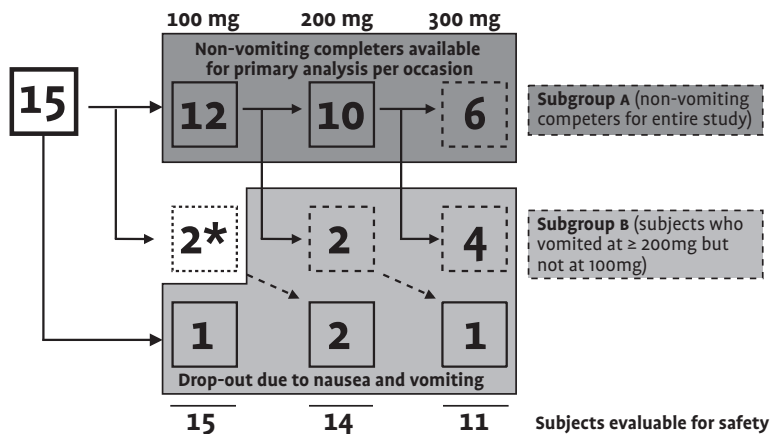 100 mg 200 mg 300 mg
Non-vomiting completers available
for primary analysis per occasion
15
12 10 6
Subgroup A (non-vomiting
competers for entire study)
2* 2 4
Subgroup B (subjects who
vomited at ≥ 200mg but
not at 100mg)
1 2 1
Drop-out due to nausea and vomiting
15 14 11 Subjects evaluable for safety